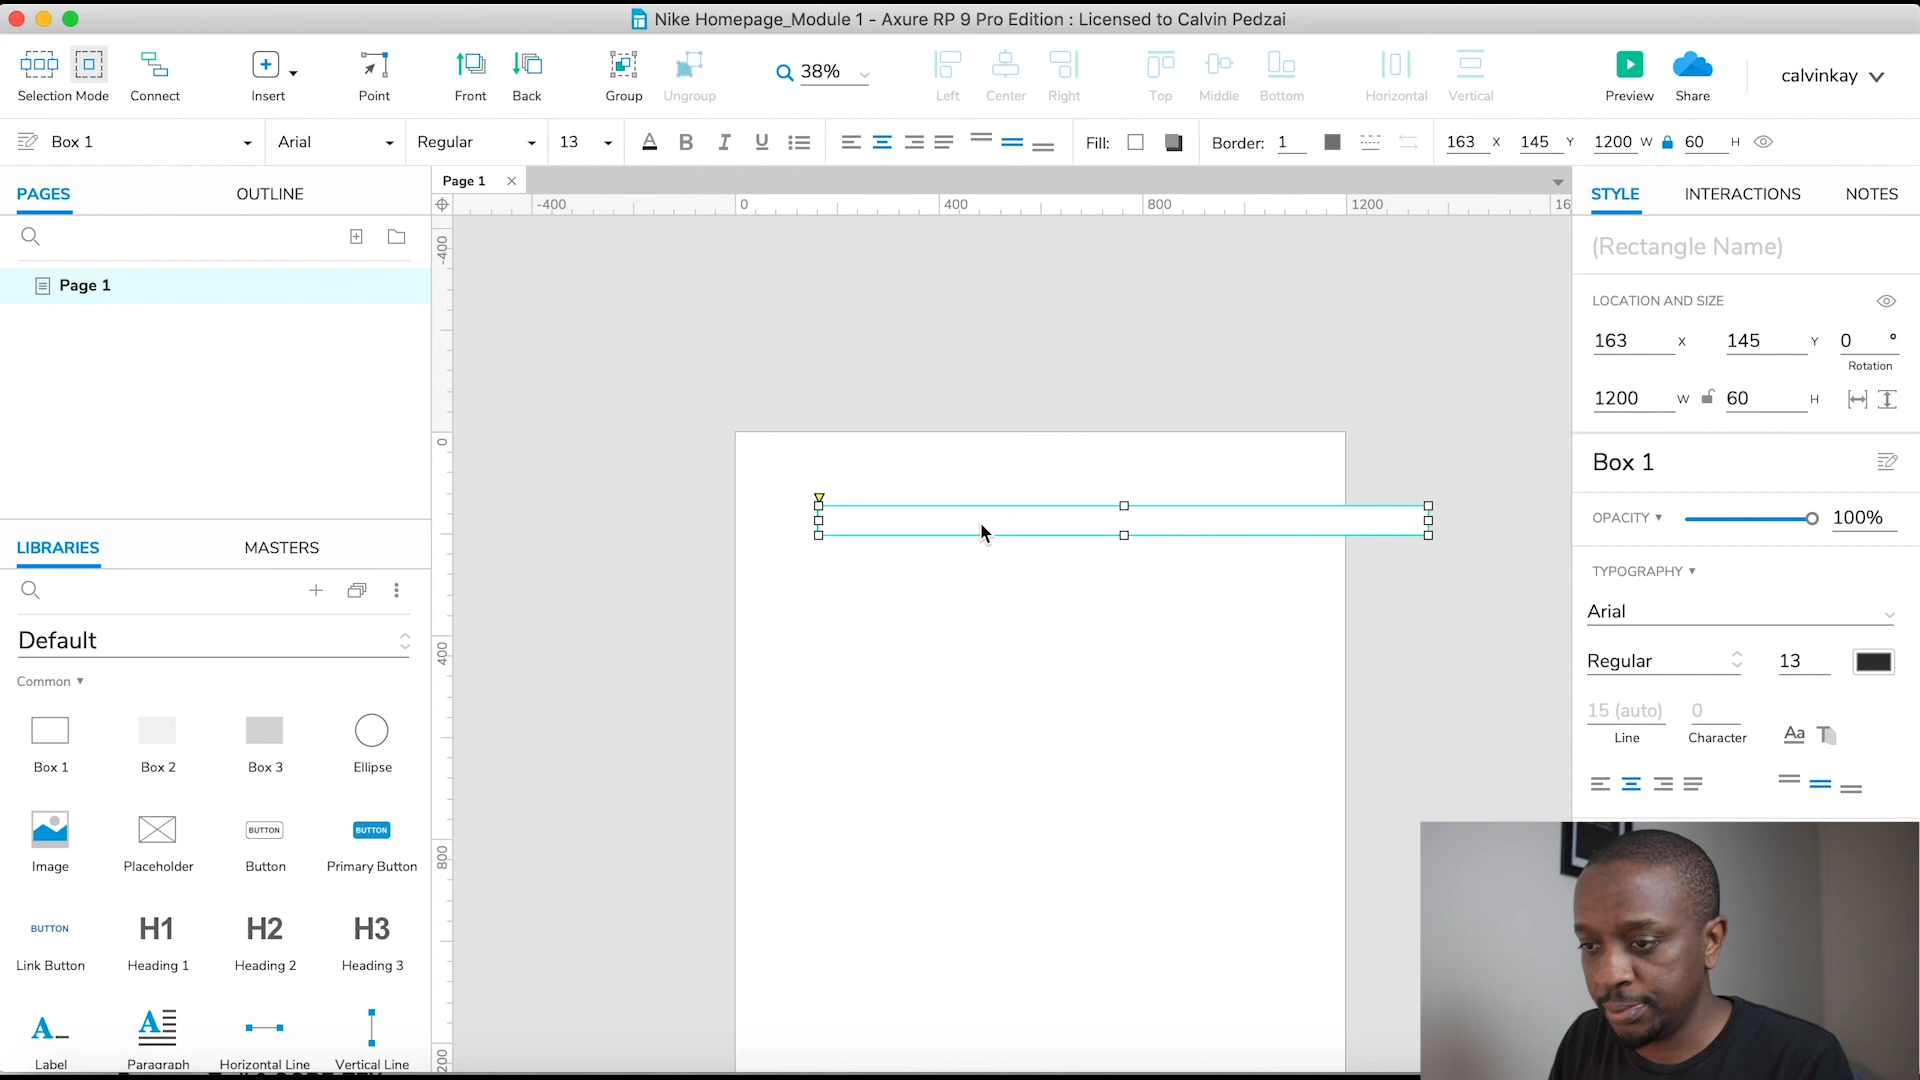 Nike Homepage_Module 1 - Axure RP 9 Pro Edition : Licensed to Calvin Pedzai
38%
calvinkay
Selection Mode Connect Insert Point Front Back Group Ungroup Left Center Right Top Middle Bottom Horizontal Vertical Preview Share
Box 1 Arial Regular 13 A B I U Fill: Border: 1 163 X 145 Y 1200 W 60 H
PAGES OUTLINE
Page 1
STYLE INTERACTIONS NOTES
-400 0 400 800 1200 16
(Rectangle Name)
Page 1
LOCATION AND SIZE
163 X 145 Y 0 °
Rotation
1200 W 60 H
-400
0
400
800
200
Box 1
OPACITY 100%
TYPOGRAPHY
Arial
Regular 13
15 (auto) 0
Line Character
Aa T
LIBRARIES MASTERS
Default
Common
Box 1 Box 2 Box 3 Ellipse
BUTTON BUTTON
Image Placeholder Button Primary Button
BUTTON H1 H2 H3
Link Button Heading 1 Heading 2 Heading 3
A A
Label Paragraph Horizontal Line Vertical Line